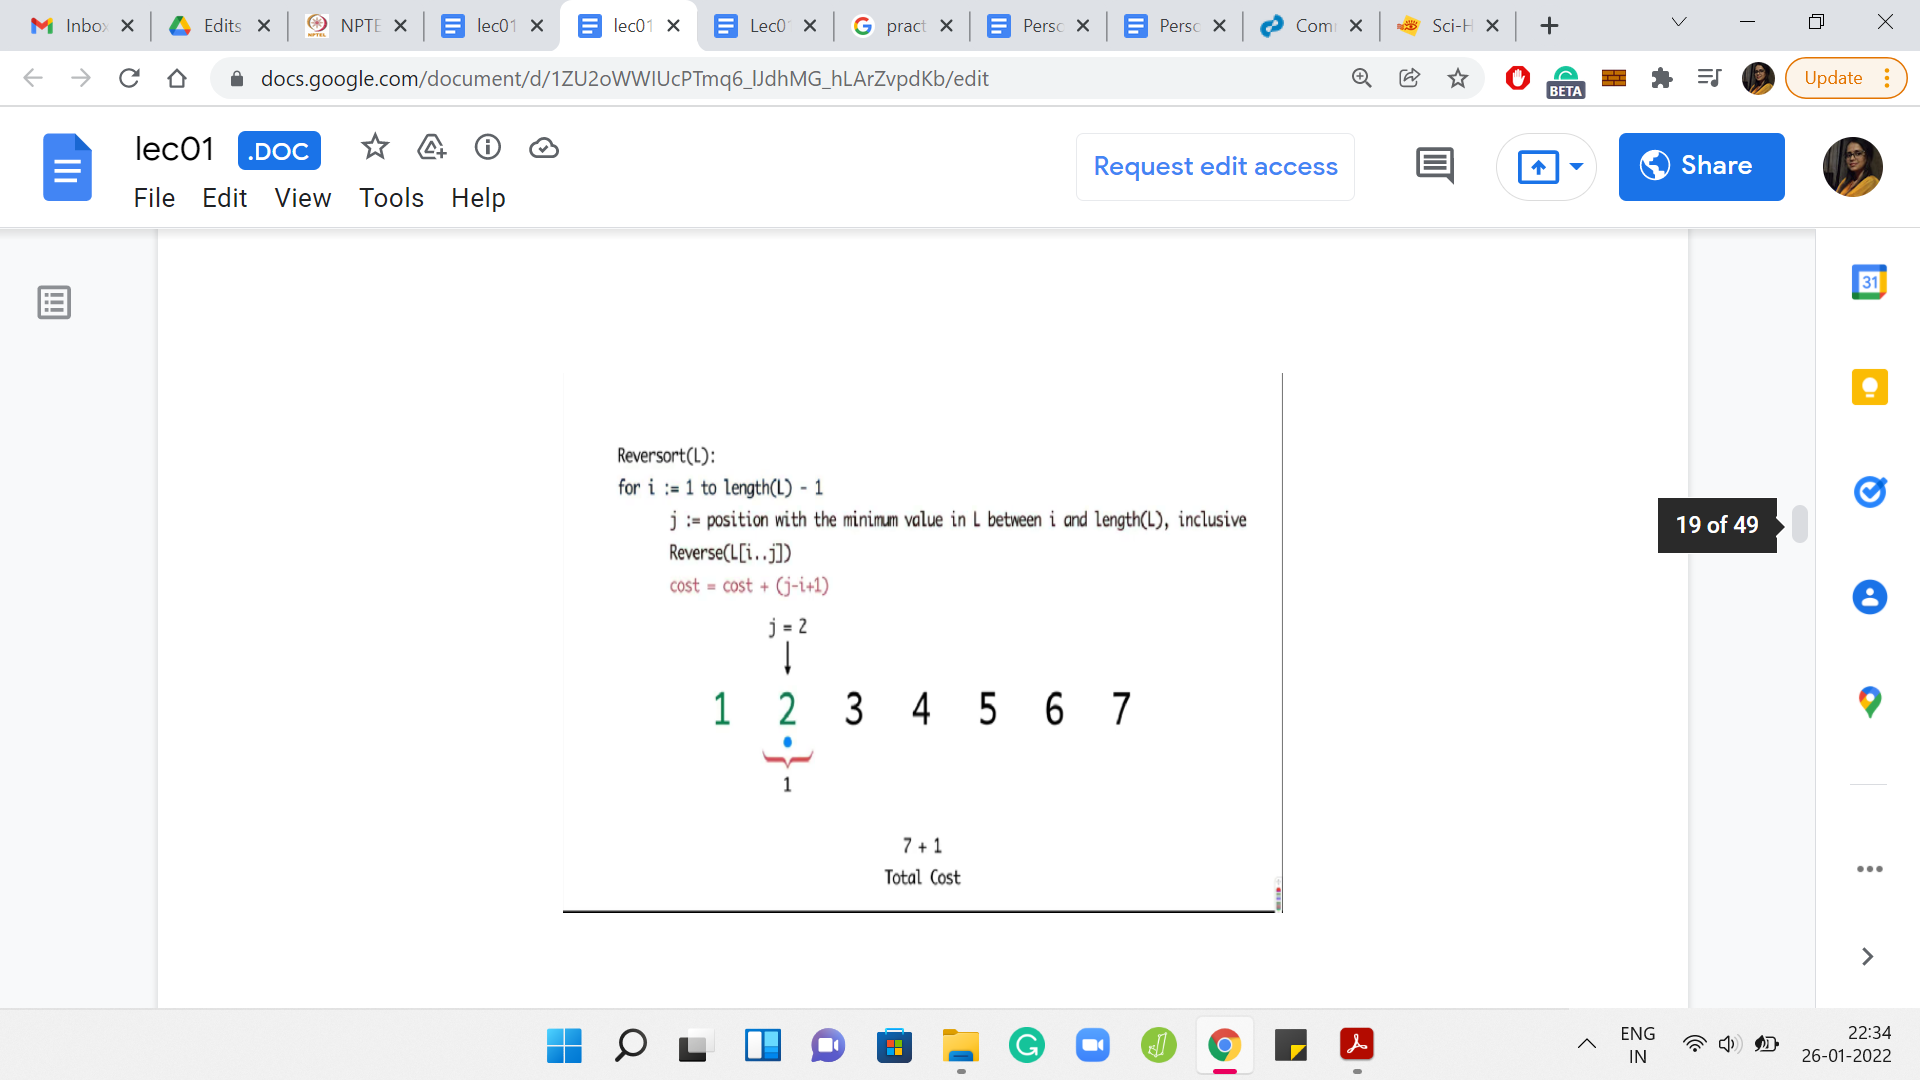 Inbo
Edits
NPTE
lec01
lec01
Lec01
pract
Perso
Perso
Com
Sci-H
docs.google.com/document/d/1ZU2oWWIUcPTmq6_lJdhMG_hLArZvpdKb/edit
BETA
Update
lec01 .DOC
File Edit View Tools Help
Request edit access
Share
31
19 of 49
Reversort(L):
for i := 1 to length(L) - 1
j := position with the minimum value in L between i and length(L), inclusive
Reverse(L[i..j])
cost = cost + (j-i+1)
j = 2
1 2 3 4 5 6 7
1
7 + 1
Total Cost
ENG
IN
22:34
26-01-2022